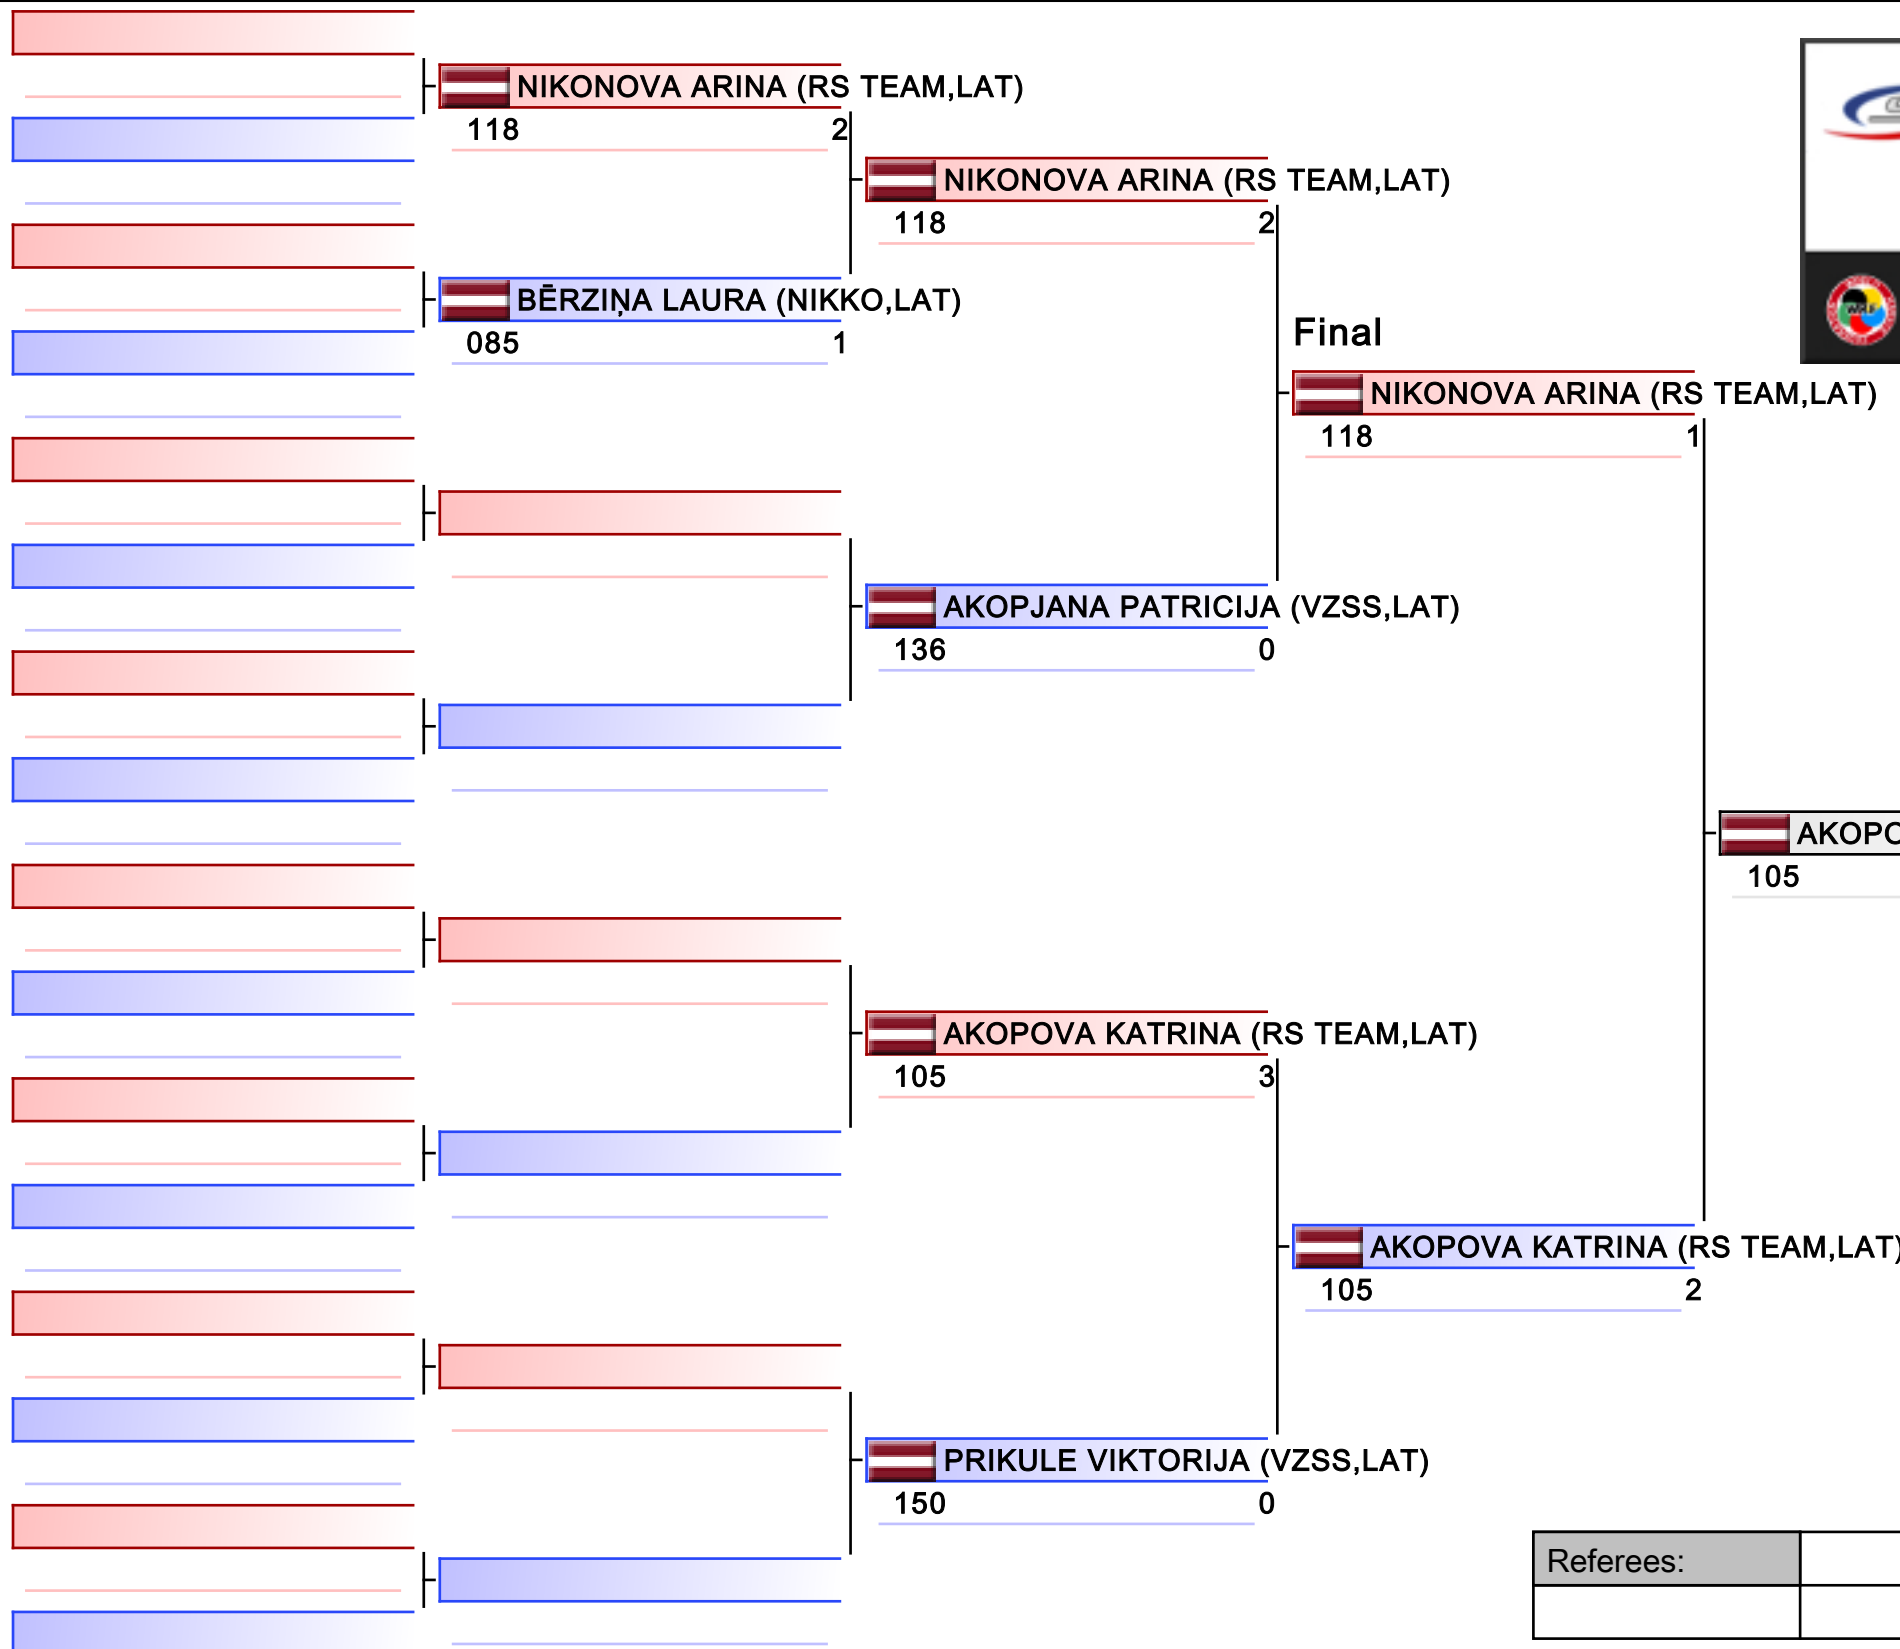 NIKONOVA ARINA (RS TEAM,LAT)
118 2
NIKONOVA ARINA (RS TEAM,LAT)
118 2
BĒRZIŅA LAURA (NIKKO,LAT)
085 1
Final
NIKONOVA ARINA (RS TEAM,LAT)
118 1
AKOPJANA PATRICIJA (VZSS,LAT)
136 0
AKOPO
105
AKOPOVA KATRINA (RS TEAM,LAT)
105 3
AKOPOVA KATRINA (RS TEAM,LAT)
105 2
PRIKULE VIKTORIJA (VZSS,LAT)
150 0
Referees: